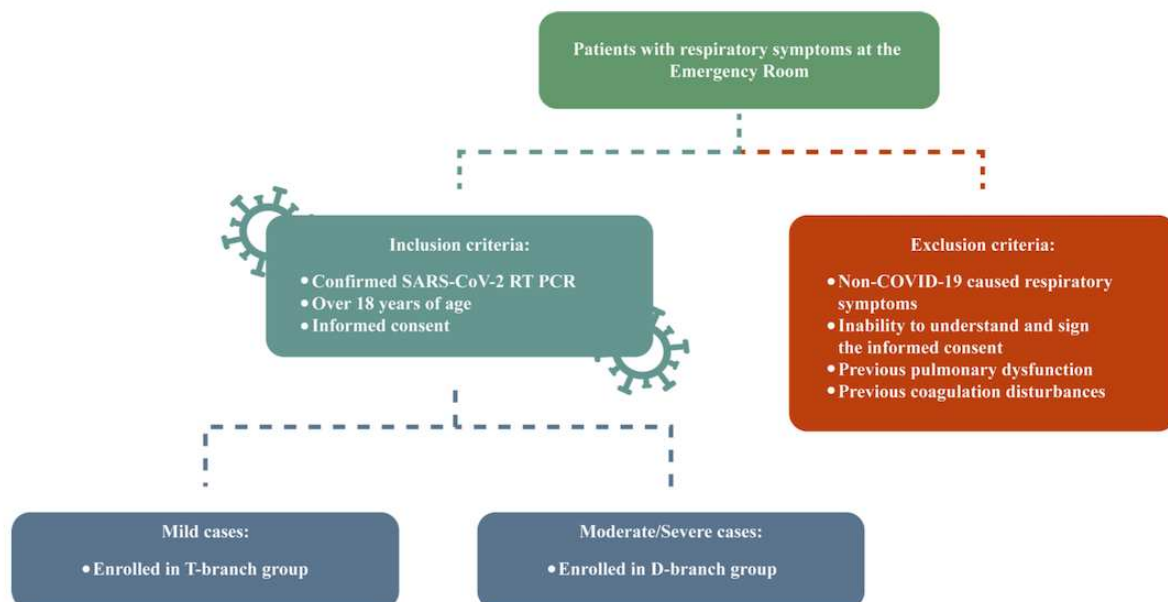 Patients with respiratory symptoms at the
Emergency Room
Inclusion criteria:
• Confirmed SARS-CoV-2 RT PCR
• Over 18 years of age
• Informed consent
Exclusion criteria:
• Non-COVID-19 caused respiratory
symptoms
• Inability to understand and sign
the informed consent
• Previous pulmonary dysfunction
• Previous coagulation disturbances
Mild cases:
• Enrolled in T-branch group
Moderate/Severe cases:
• Enrolled in D-branch group